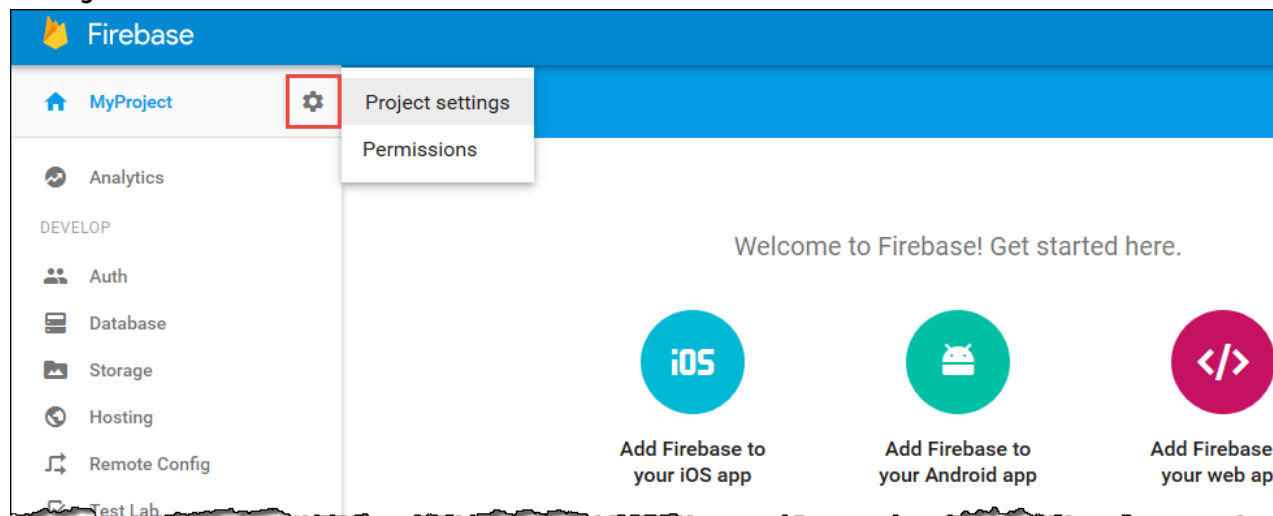 Firebase
MyProject
Project settings
Permissions
Analytics
DEVELOP
Auth
Database
Storage
Hosting
Remote Config
Test Lab
Welcome to Firebase! Get started here.
iOS
</>
Add Firebase to
your iOS app
Add Firebase to
your Android app
Add Firebase
your web ap